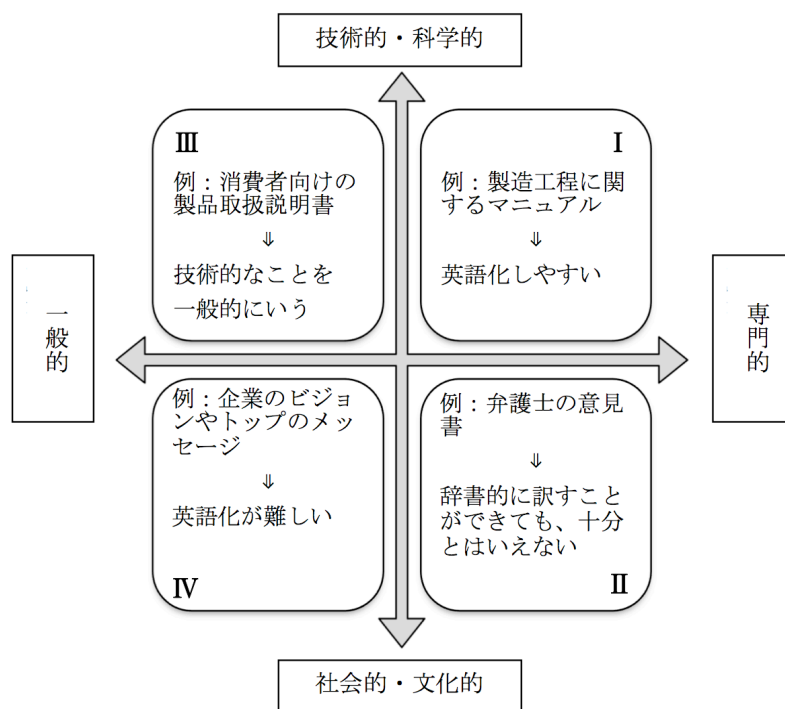 技術的・科学的
Ⅲ
例：消費者向けの
製品取扱説明書
⇓
技術的なことを
一般的にいう
Ⅰ
例：製造工程に関
するマニュアル
⇓
英語化しやすい
一般的
専門的
例：企業のビジョ
ンやトップのメッ
セージ
⇓
英語化が難しい
Ⅳ
例：弁護士の意見
書
⇓
辞書的に訳すこと
ができても、十分
とはいえない
Ⅱ
社会的・文化的